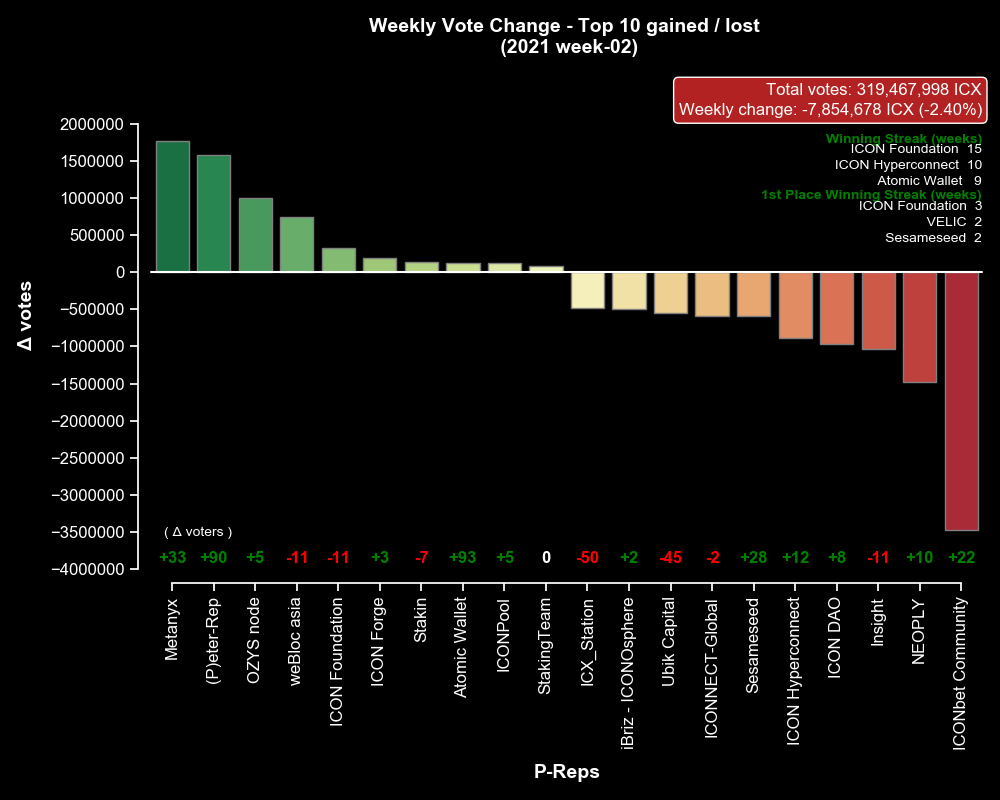 Weekly Vote Change - Top 10 gained / lost
(2021 week-02)
Total votes: 319,467,998 ICX
Weekly change: -7,854,678 ICX (-2.40%)
Winning Streak (weeks)
ICON Foundation 15
ICON Hyperconnect 10
Atomic Wallet 9
1st Place Winning Streak (weeks)
ICON Foundation 3
VELIC 2
Sesameseed 2
Δ votes
2000000
1500000
1000000
500000
0
−500000
−1000000
−1500000
−2000000
−2500000
−3000000
−3500000
−4000000
( Δ voters )
+33 +90 +5 -11 -11 +3 -7 +93 +5 0 -50 +2 -45 -2 +28 +12 +8 -11 +10 +22
Metanyx
(P)eter-Rep
OZYS node
weBloc asia
ICON Foundation
ICON Forge
Stakin
Atomic Wallet
ICONPool
StakingTeam
ICX_Station
iBriz - ICONOsphere
Ubik Capital
ICONNECT-Global
Sesameseed
ICON Hyperconnect
ICON DAO
Insight
NEOPLY
ICONbet Community
P-Reps